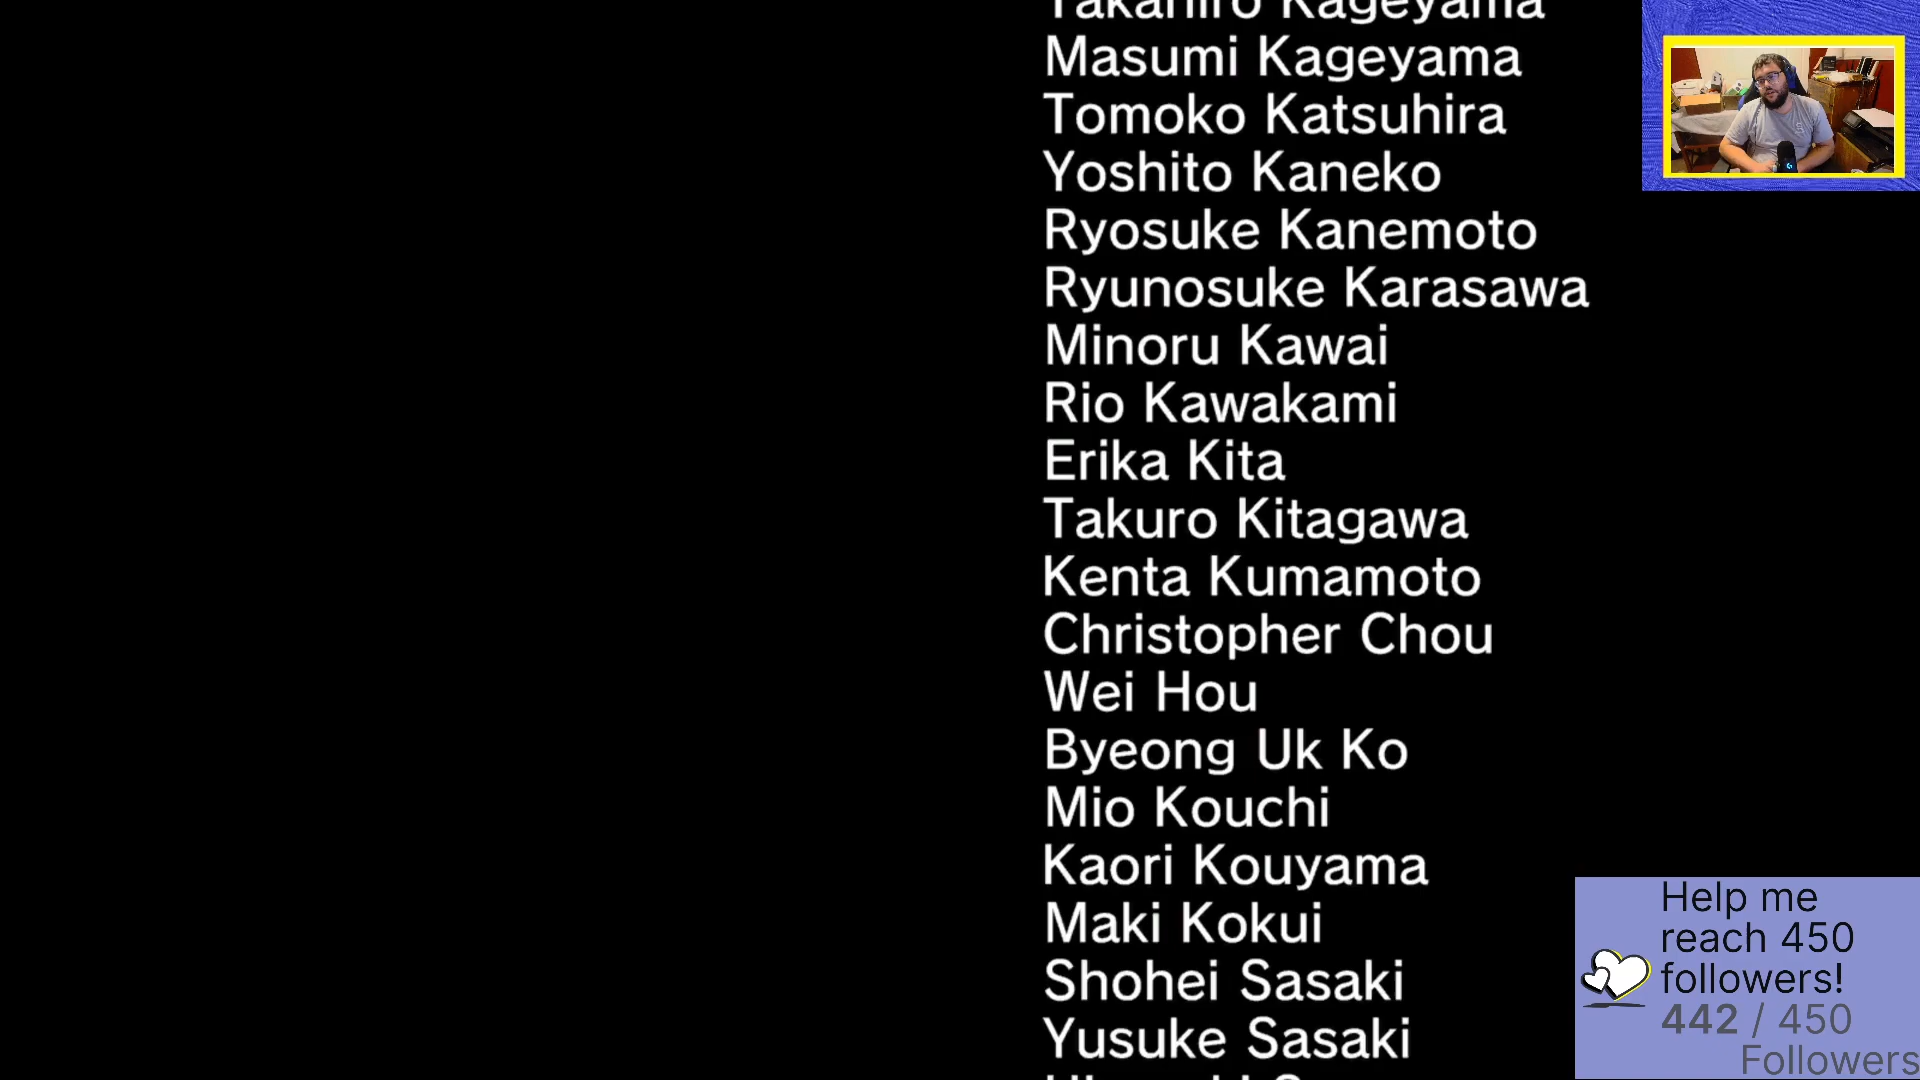 Takahiro Kageyama
Masumi Kageyama
Tomoko Katsuhira
Yoshito Kaneko
Ryosuke Kanemoto
Ryunosuke Karasawa
Minoru Kawai
Rio Kawakami
Erika Kita
Takuro Kitagawa
Kenta Kumamoto
Christopher Chou
Wei Hou
Byeong Uk Ko
Mio Kouchi
Kaori Kouyama
Maki Kokui
Shohei Sasaki
Yusuke Sasaki
Help me
reach 450
followers!
442 / 450
Followers